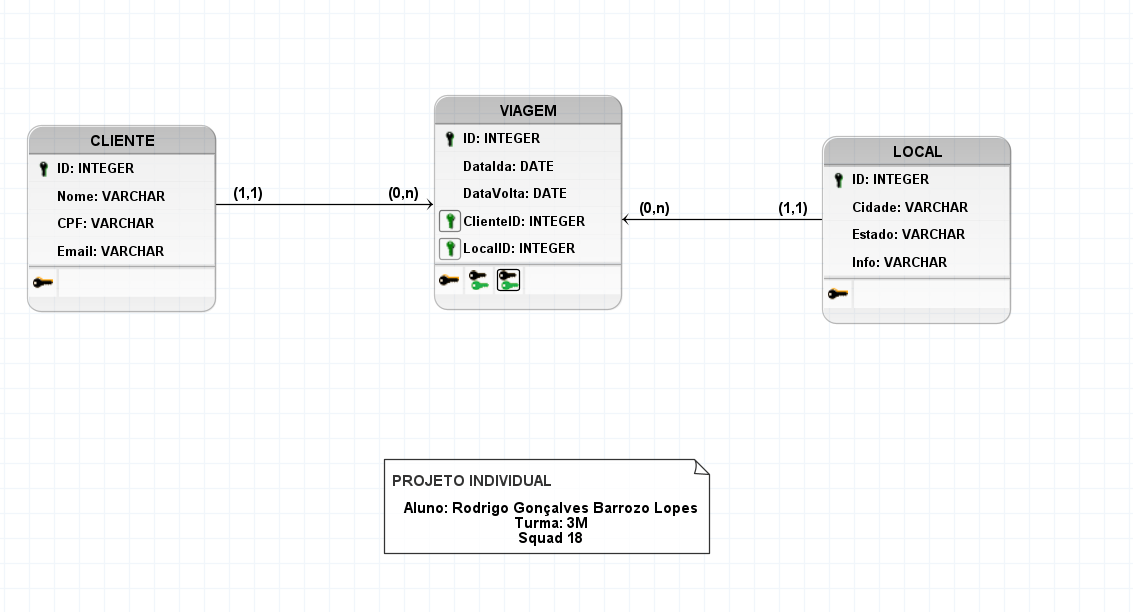 CLIENTE
ID: INTEGER
Nome: VARCHAR
CPF: VARCHAR
Email: VARCHAR
(1,1)
(0,n)
VIAGEM
ID: INTEGER
DataIda: DATE
DataVolta: DATE
ClienteID: INTEGER
LocalID: INTEGER
(0,n)
(1,1)
LOCAL
ID: INTEGER
Cidade: VARCHAR
Estado: VARCHAR
Info: VARCHAR
PROJETO INDIVIDUAL
Aluno: Rodrigo Gonçalves Barrozo Lopes
Turma: 3M
Squad 18